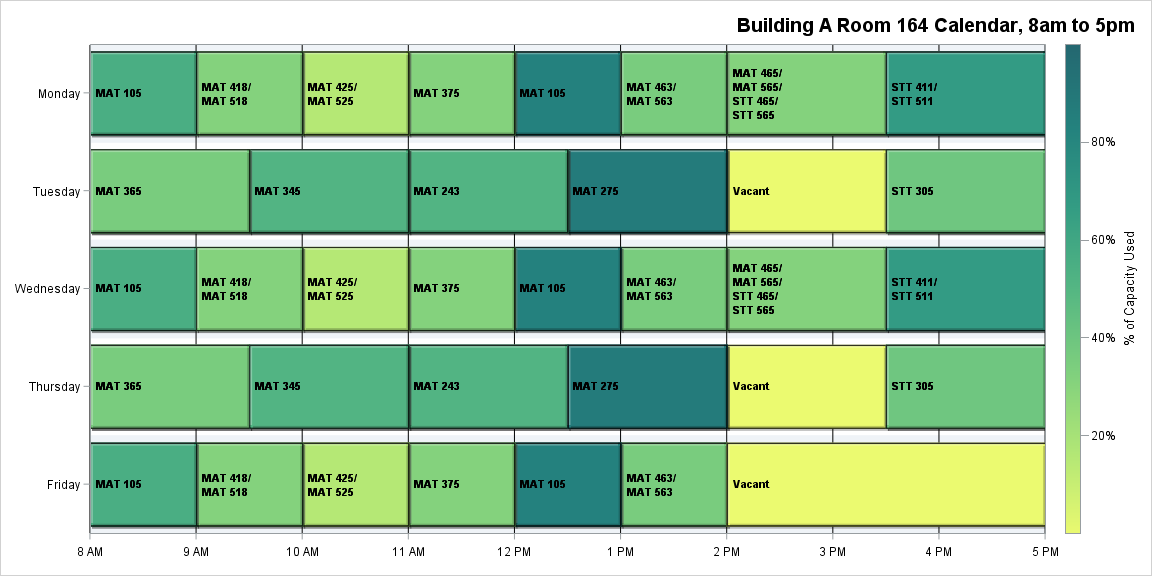 Building A Room 164 Calendar, 8am to 5pm
Monday
MAT 105
MAT 418/
MAT 518
MAT 425/
MAT 525
MAT 375
MAT 105
MAT 463/
MAT 563
MAT 465/
MAT 565/
STT 465/
STT 565
STT 411/
STT 511
Tuesday
MAT 365
MAT 345
MAT 243
MAT 275
Vacant
STT 305
Wednesday
MAT 105
MAT 418/
MAT 518
MAT 425/
MAT 525
MAT 375
MAT 105
MAT 463/
MAT 563
MAT 465/
MAT 565/
STT 465/
STT 565
STT 411/
STT 511
Thursday
MAT 365
MAT 345
MAT 243
MAT 275
Vacant
STT 305
Friday
MAT 105
MAT 418/
MAT 518
MAT 425/
MAT 525
MAT 375
MAT 105
MAT 463/
MAT 563
Vacant
8 AM
9 AM
10 AM
11 AM
12 PM
1 PM
2 PM
3 PM
4 PM
5 PM
80%
60%
40%
20%
% of Capacity Used